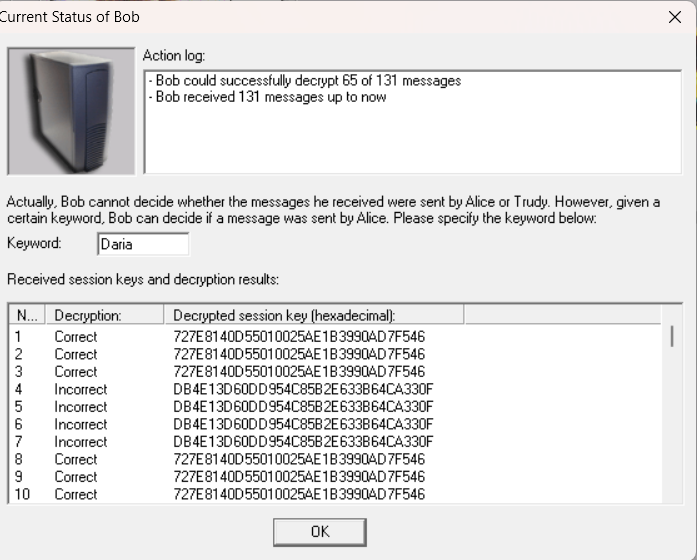 Current Status of Bob
Action log:
- Bob could successfully decrypt 65 of 131 messages
- Bob received 131 messages up to now
Actually, Bob cannot decide whether the messages he received were sent by Alice or Trudy. However, given a
certain keyword, Bob can decide if a message was sent by Alice. Please specify the keyword below:
Keyword: Daria
Received session keys and decryption results:
N... Decryption: Decrypted session key (hexadecimal):
1 Correct 727E8140D55010025AE1B3990AD7F546
2 Correct 727E8140D55010025AE1B3990AD7F546
3 Correct 727E8140D55010025AE1B3990AD7F546
4 Incorrect DB4E13D60DD954C85B2E633B64CA330F
5 Incorrect DB4E13D60DD954C85B2E633B64CA330F
6 Incorrect DB4E13D60DD954C85B2E633B64CA330F
7 Incorrect DB4E13D60DD954C85B2E633B64CA330F
8 Correct 727E8140D55010025AE1B3990AD7F546
9 Correct 727E8140D55010025AE1B3990AD7F546
10 Correct 727E8140D55010025AE1B3990AD7F546
OK